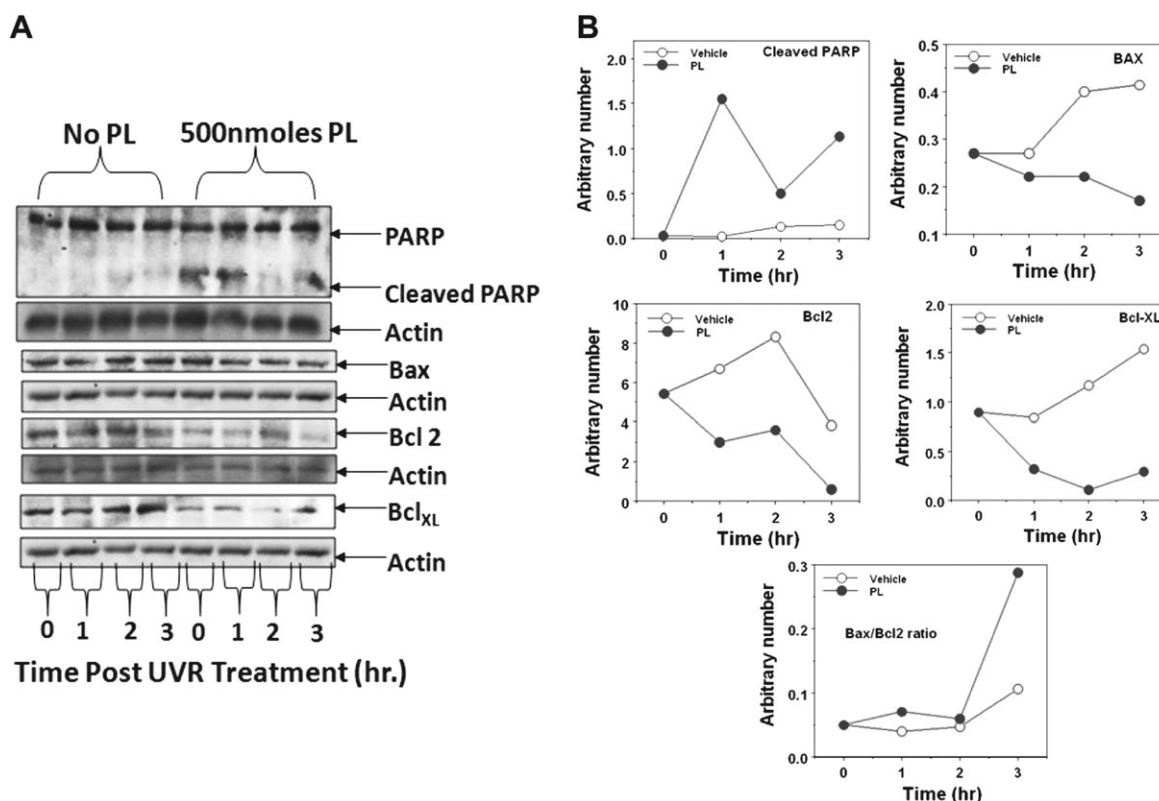 A
No PL 500nmoles PL
PARP
Cleaved PARP
Actin
Bax
Actin
Bcl 2
Actin
BclXL
Actin
0 1 2 3 0 1 2 3
Time Post UVR Treatment (hr.)
B
Vehicle
PL
Cleaved PARP
2.0
1.5
1.0
0.5
0.0
Arbitrary number
0 1 2 3
Time (hr)
Vehicle
PL
BAX
0.5
0.4
0.3
0.2
0.1
Arbitrary number
0 1 2 3
Time (hr)
Vehicle
PL
Bcl2
10
8
6
4
2
0
Arbitrary number
0 1 2 3
Time (hr)
Vehicle
PL
Bcl-XL
2.0
1.5
1.0
0.5
0.0
Arbitrary number
0 1 2 3
Time (hr)
Vehicle
PL
Bax/Bcl2 ratio
0.3
0.2
0.1
0.0
Arbitrary number
0 1 2 3
Time (hr)